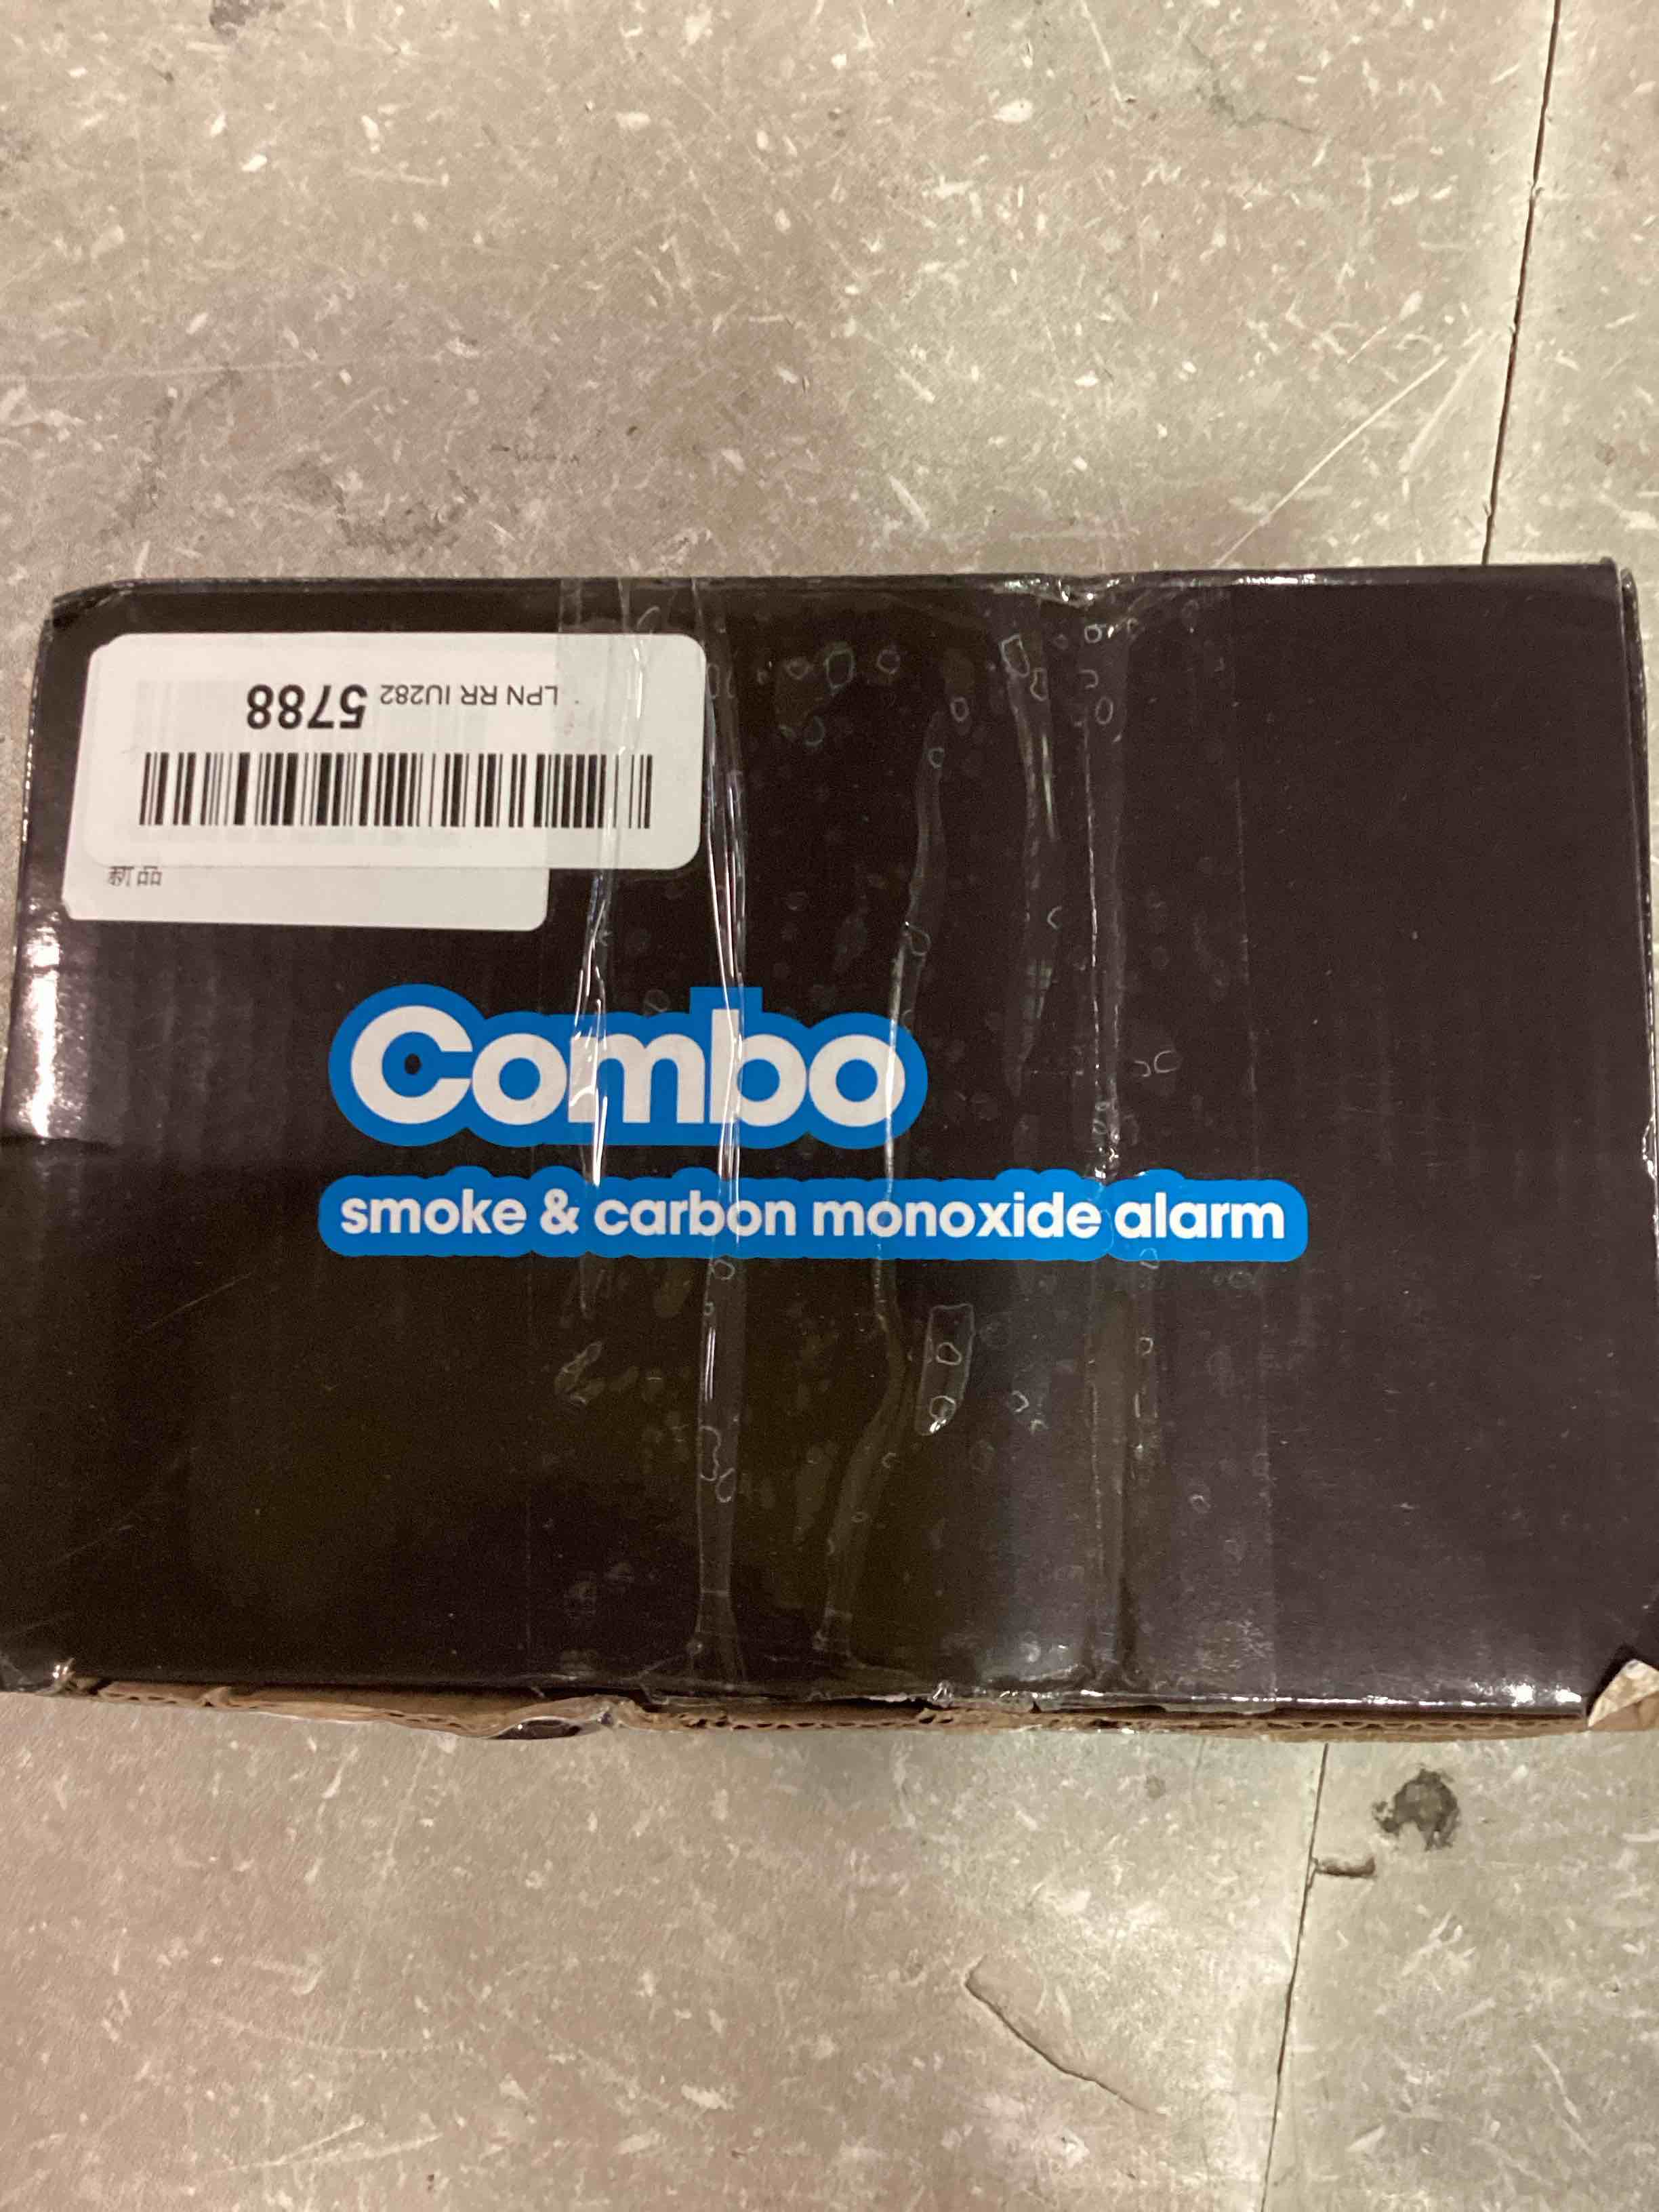 LPN RR IU282 5788
新品
Combo
smoke & carbon monoxide alarm